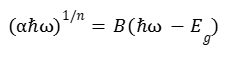 (αħω)^{1/n} = B(ħω − E_g)